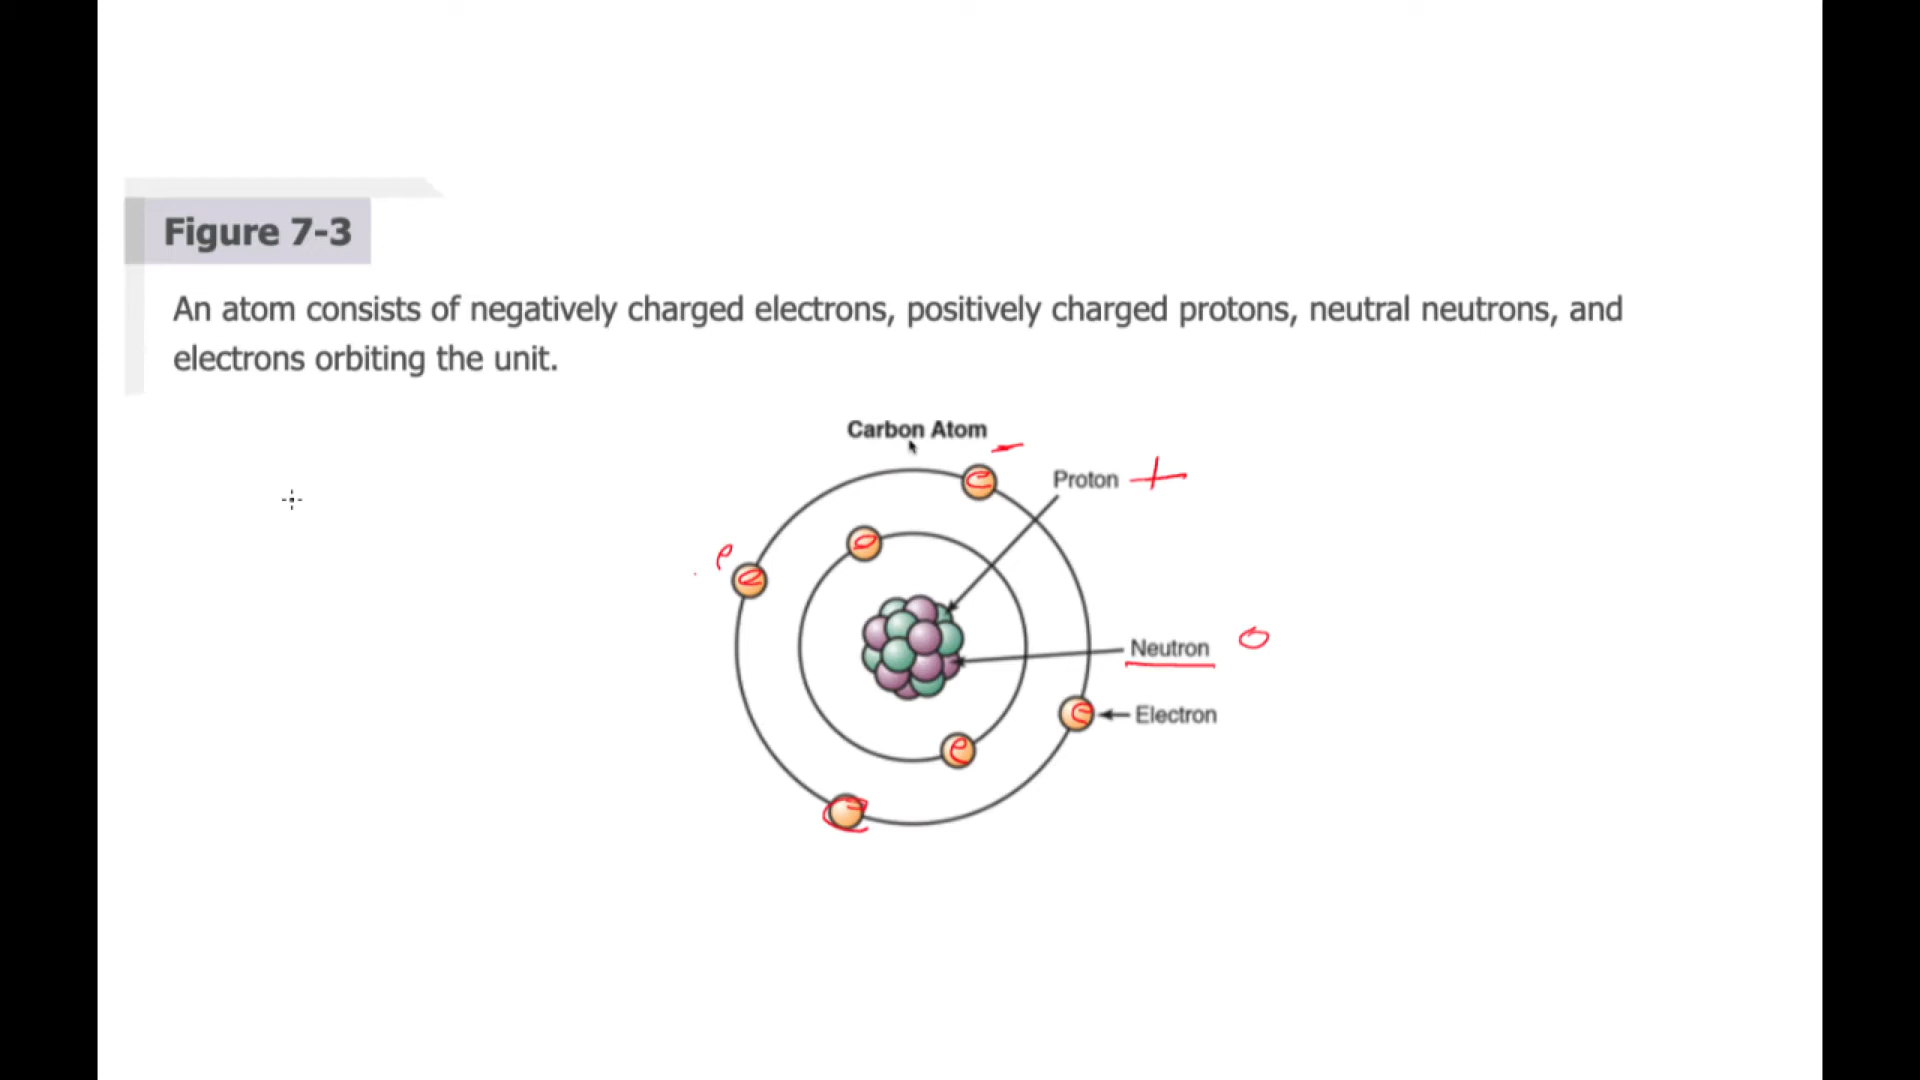 Figure 7-3
An atom consists of negatively charged electrons, positively charged protons, neutral neutrons, and
electrons orbiting the unit.
Carbon Atom
−
e
Proton +
e
e
e
Neutron 0
e
Electron
e